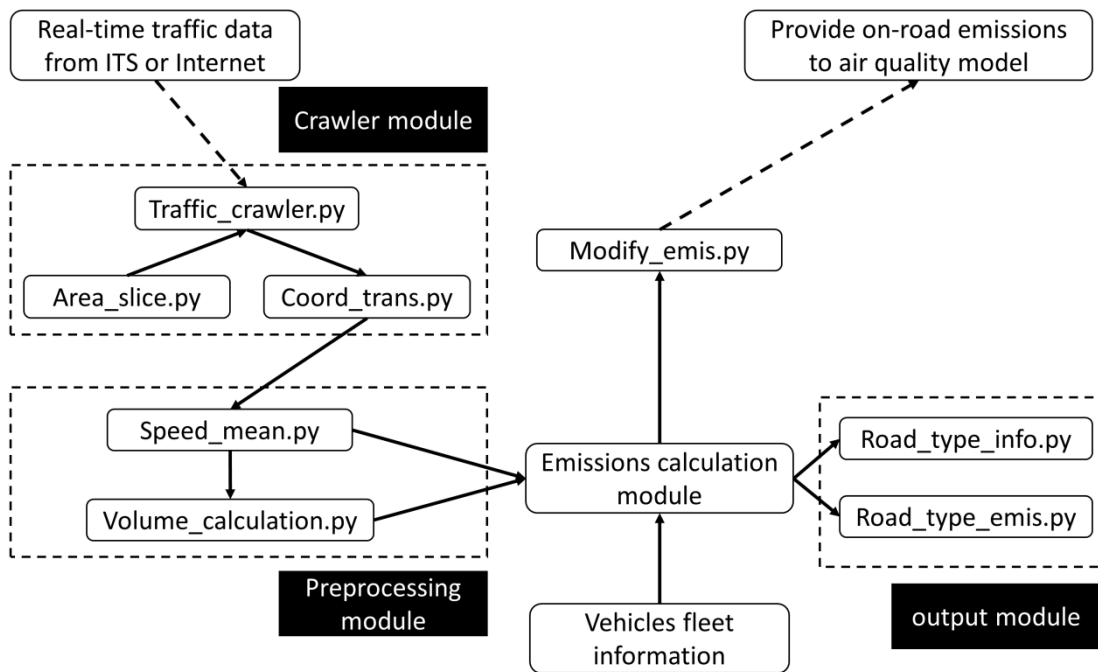 Real-time traffic data
from ITS or Internet
Provide on-road emissions
to air quality model
Crawler module
Traffic_crawler.py
Area_slice.py
Coord_trans.py
Modify_emis.py
Speed_mean.py
Volume_calculation.py
Emissions calculation
module
Road_type_info.py
Road_type_emis.py
Preprocessing
module
Vehicles fleet
information
output module